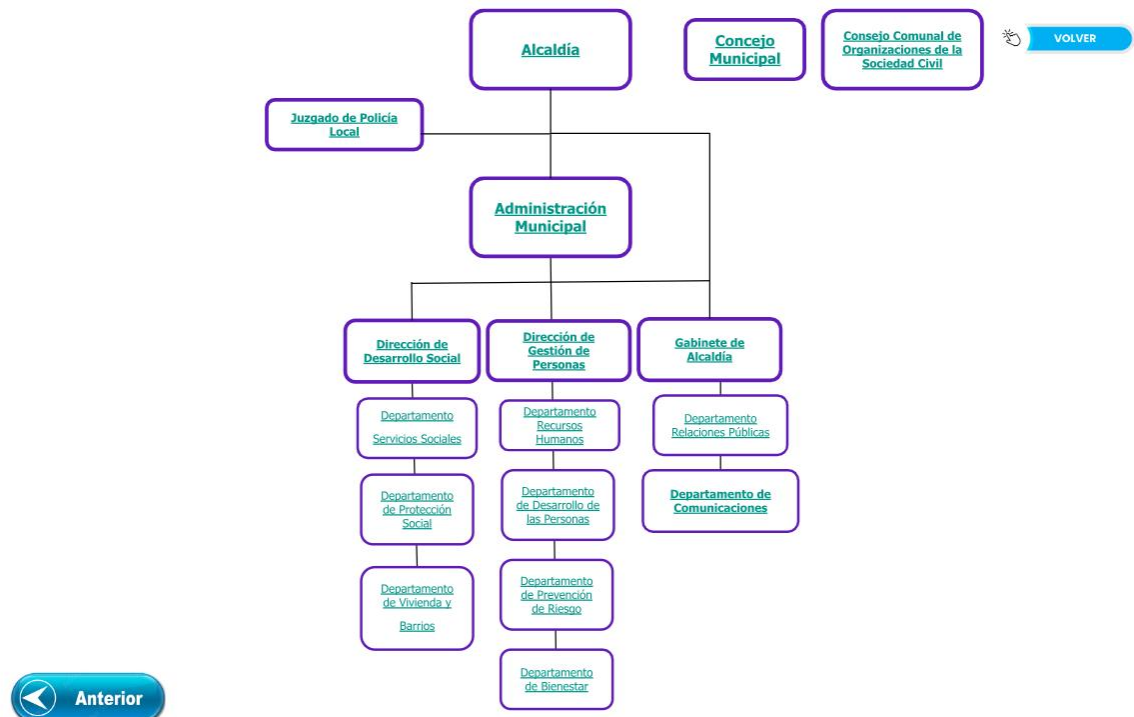 Alcaldía
Concejo
Municipal
Consejo Comunal de
Organizaciones de la
Sociedad Civil
VOLVER
Juzgado de Policía
Local
Administración
Municipal
Dirección de
Desarrollo Social
Dirección de
Gestión de
Personas
Gabinete de
Alcaldía
Departamento
Servicios Sociales
Departamento
Recursos
Humanos
Departamento
Relaciones Públicas
Departamento
de Protección
Social
Departamento
de Desarrollo de
las Personas
Departamento de
Comunicaciones
Departamento
de Vivienda y
Barrios
Departamento
de Prevención
de Riesgo
Departamento
de Bienestar
Anterior